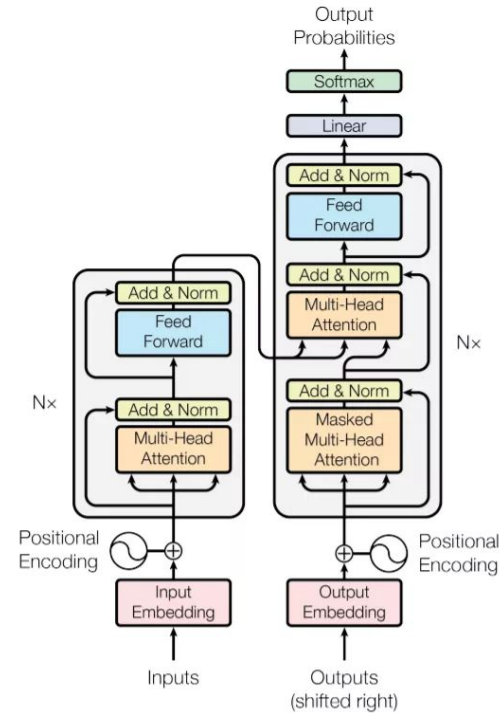 Output
Probabilities
Softmax
Linear
Add & Norm
Feed
Forward
Add & Norm
Multi-Head
Attention
Add & Norm
Masked
Multi-Head
Attention
Nx
Add & Norm
Feed
Forward
Add & Norm
Multi-Head
Attention
Nx
Positional
Encoding
Positional
Encoding
Input
Embedding
Output
Embedding
Inputs
Outputs
(shifted right)